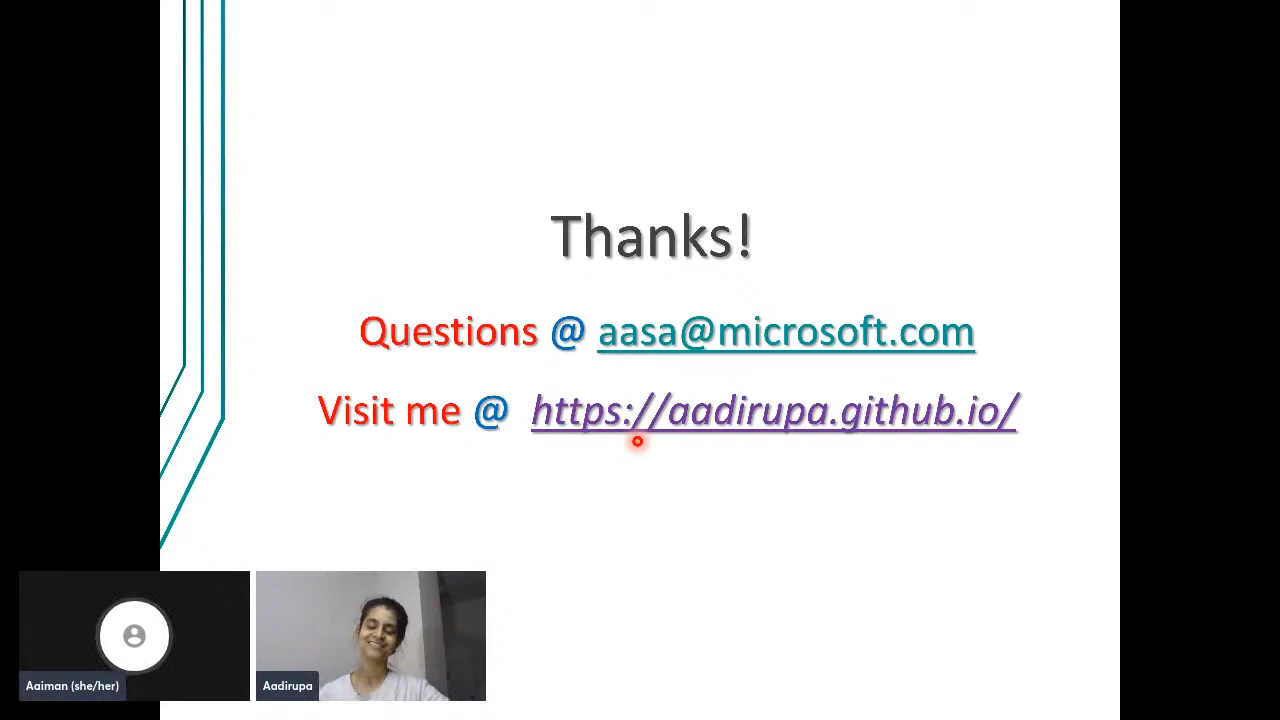 Thanks!
Questions @ aasa@microsoft.com
Visit me @ https://aadirupa.github.io/
Aaiman (she/her)
Aadirupa